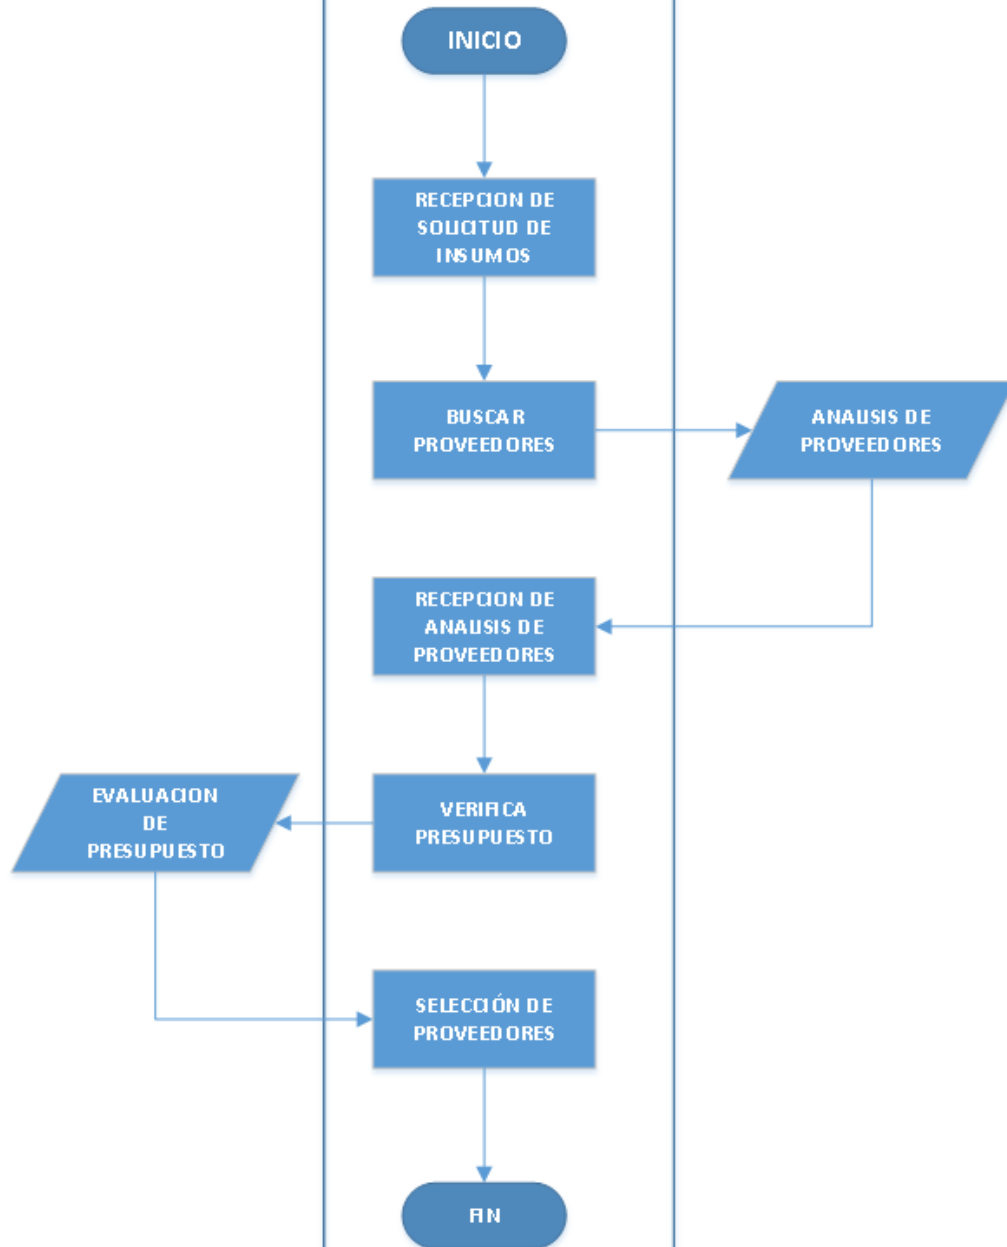 INICIO
RECEPCION DE
SOLICITUD DE
INSUMOS
BUSCAR
PROVEEDORES
ANALISIS DE
PROVEEDORES
RECEPCION DE
ANALISIS DE
PROVEEDORES
VERIFICA
PRESUPUESTO
EVALUACION
DE
PRESUPUESTO
SELECCIÓN DE
PROVEEDORES
FIN